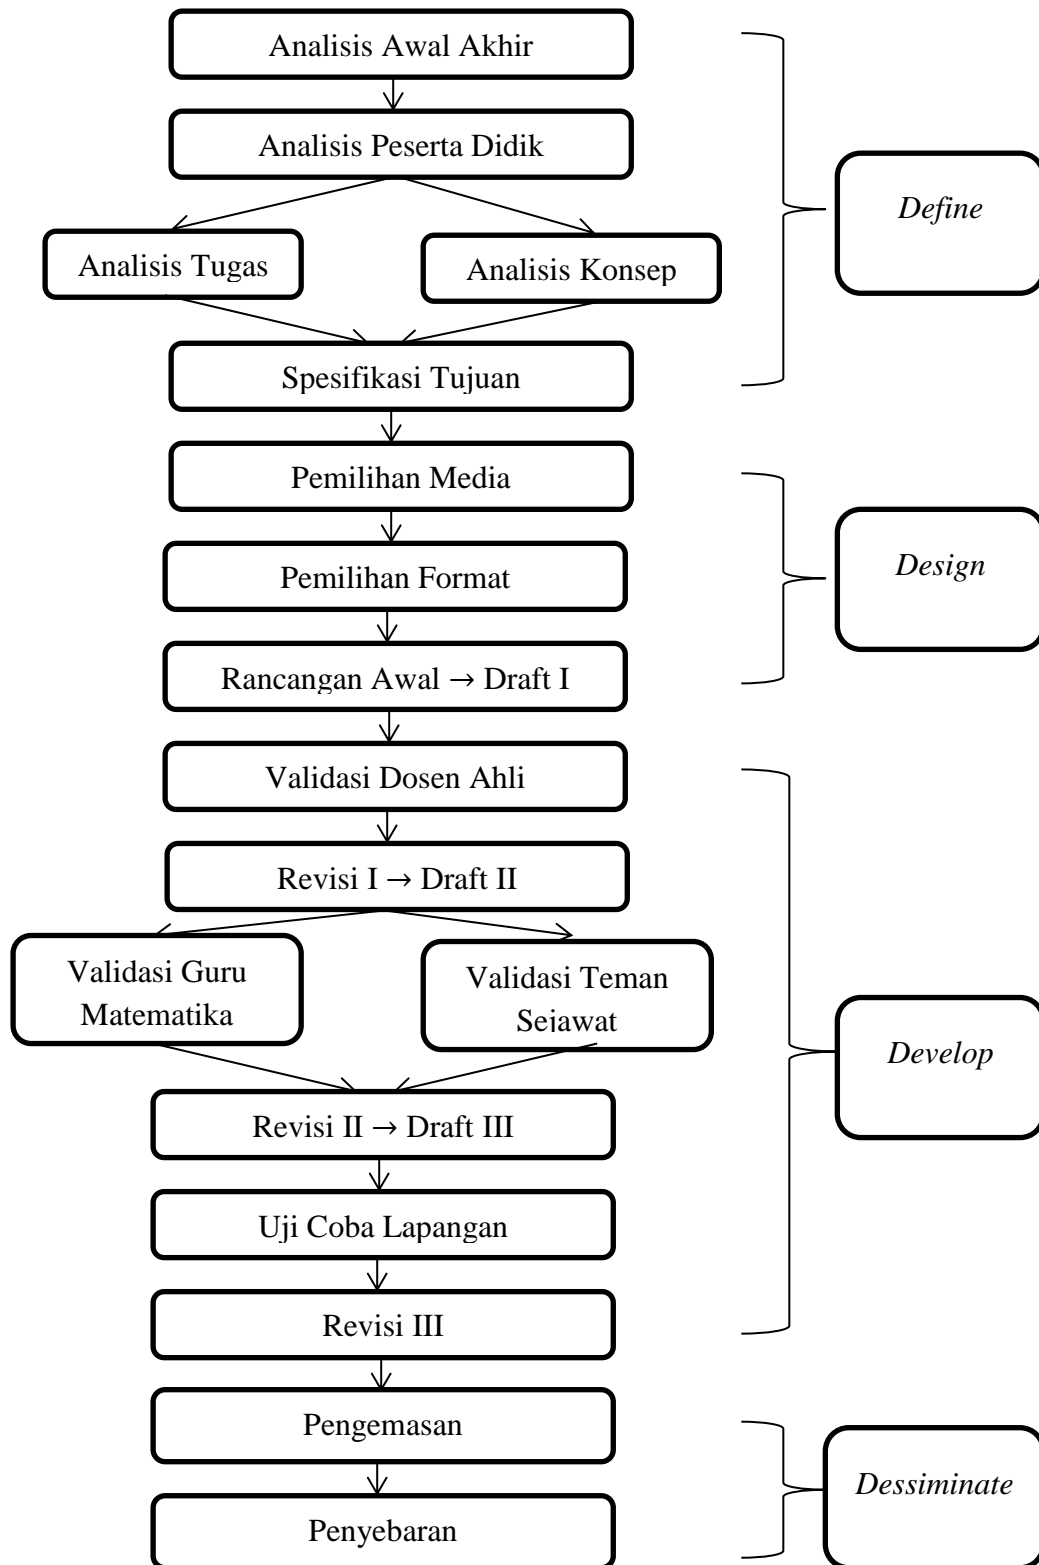 Analisis Awal Akhir
Analisis Peserta Didik
Define
Analisis Tugas
Analisis Konsep
Spesifikasi Tujuan
Pemilihan Media
Pemilihan Format
Design
Rancangan Awal → Draft I
Validasi Dosen Ahli
Revisi I → Draft II
Validasi Guru
Matematika
Validasi Teman
Sejawat
Develop
Revisi II → Draft III
Uji Coba Lapangan
Revisi III
Pengemasan
Dessiminate
Penyebaran